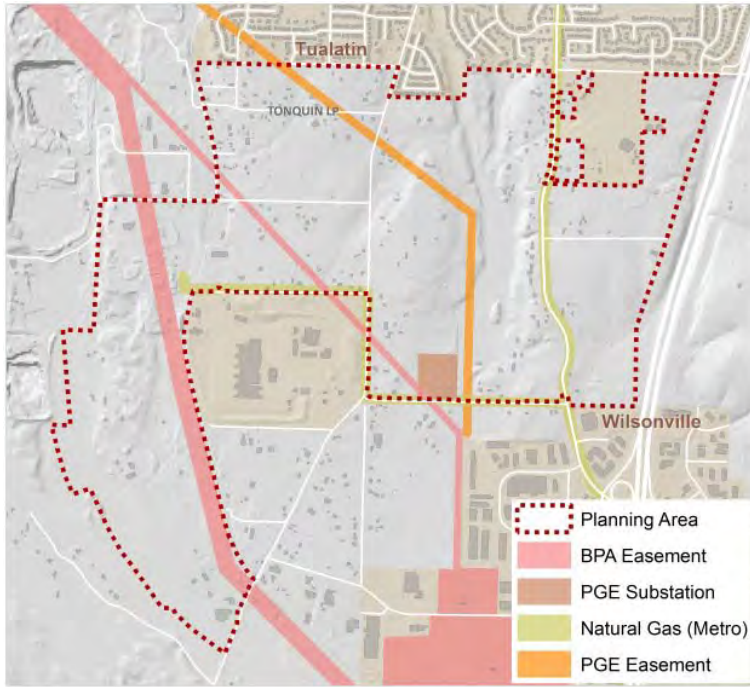 Tualatin
TONQUIN LP
Wilsonville
Planning Area
BPA Easement
PGE Substation
Natural Gas (Metro)
PGE Easement